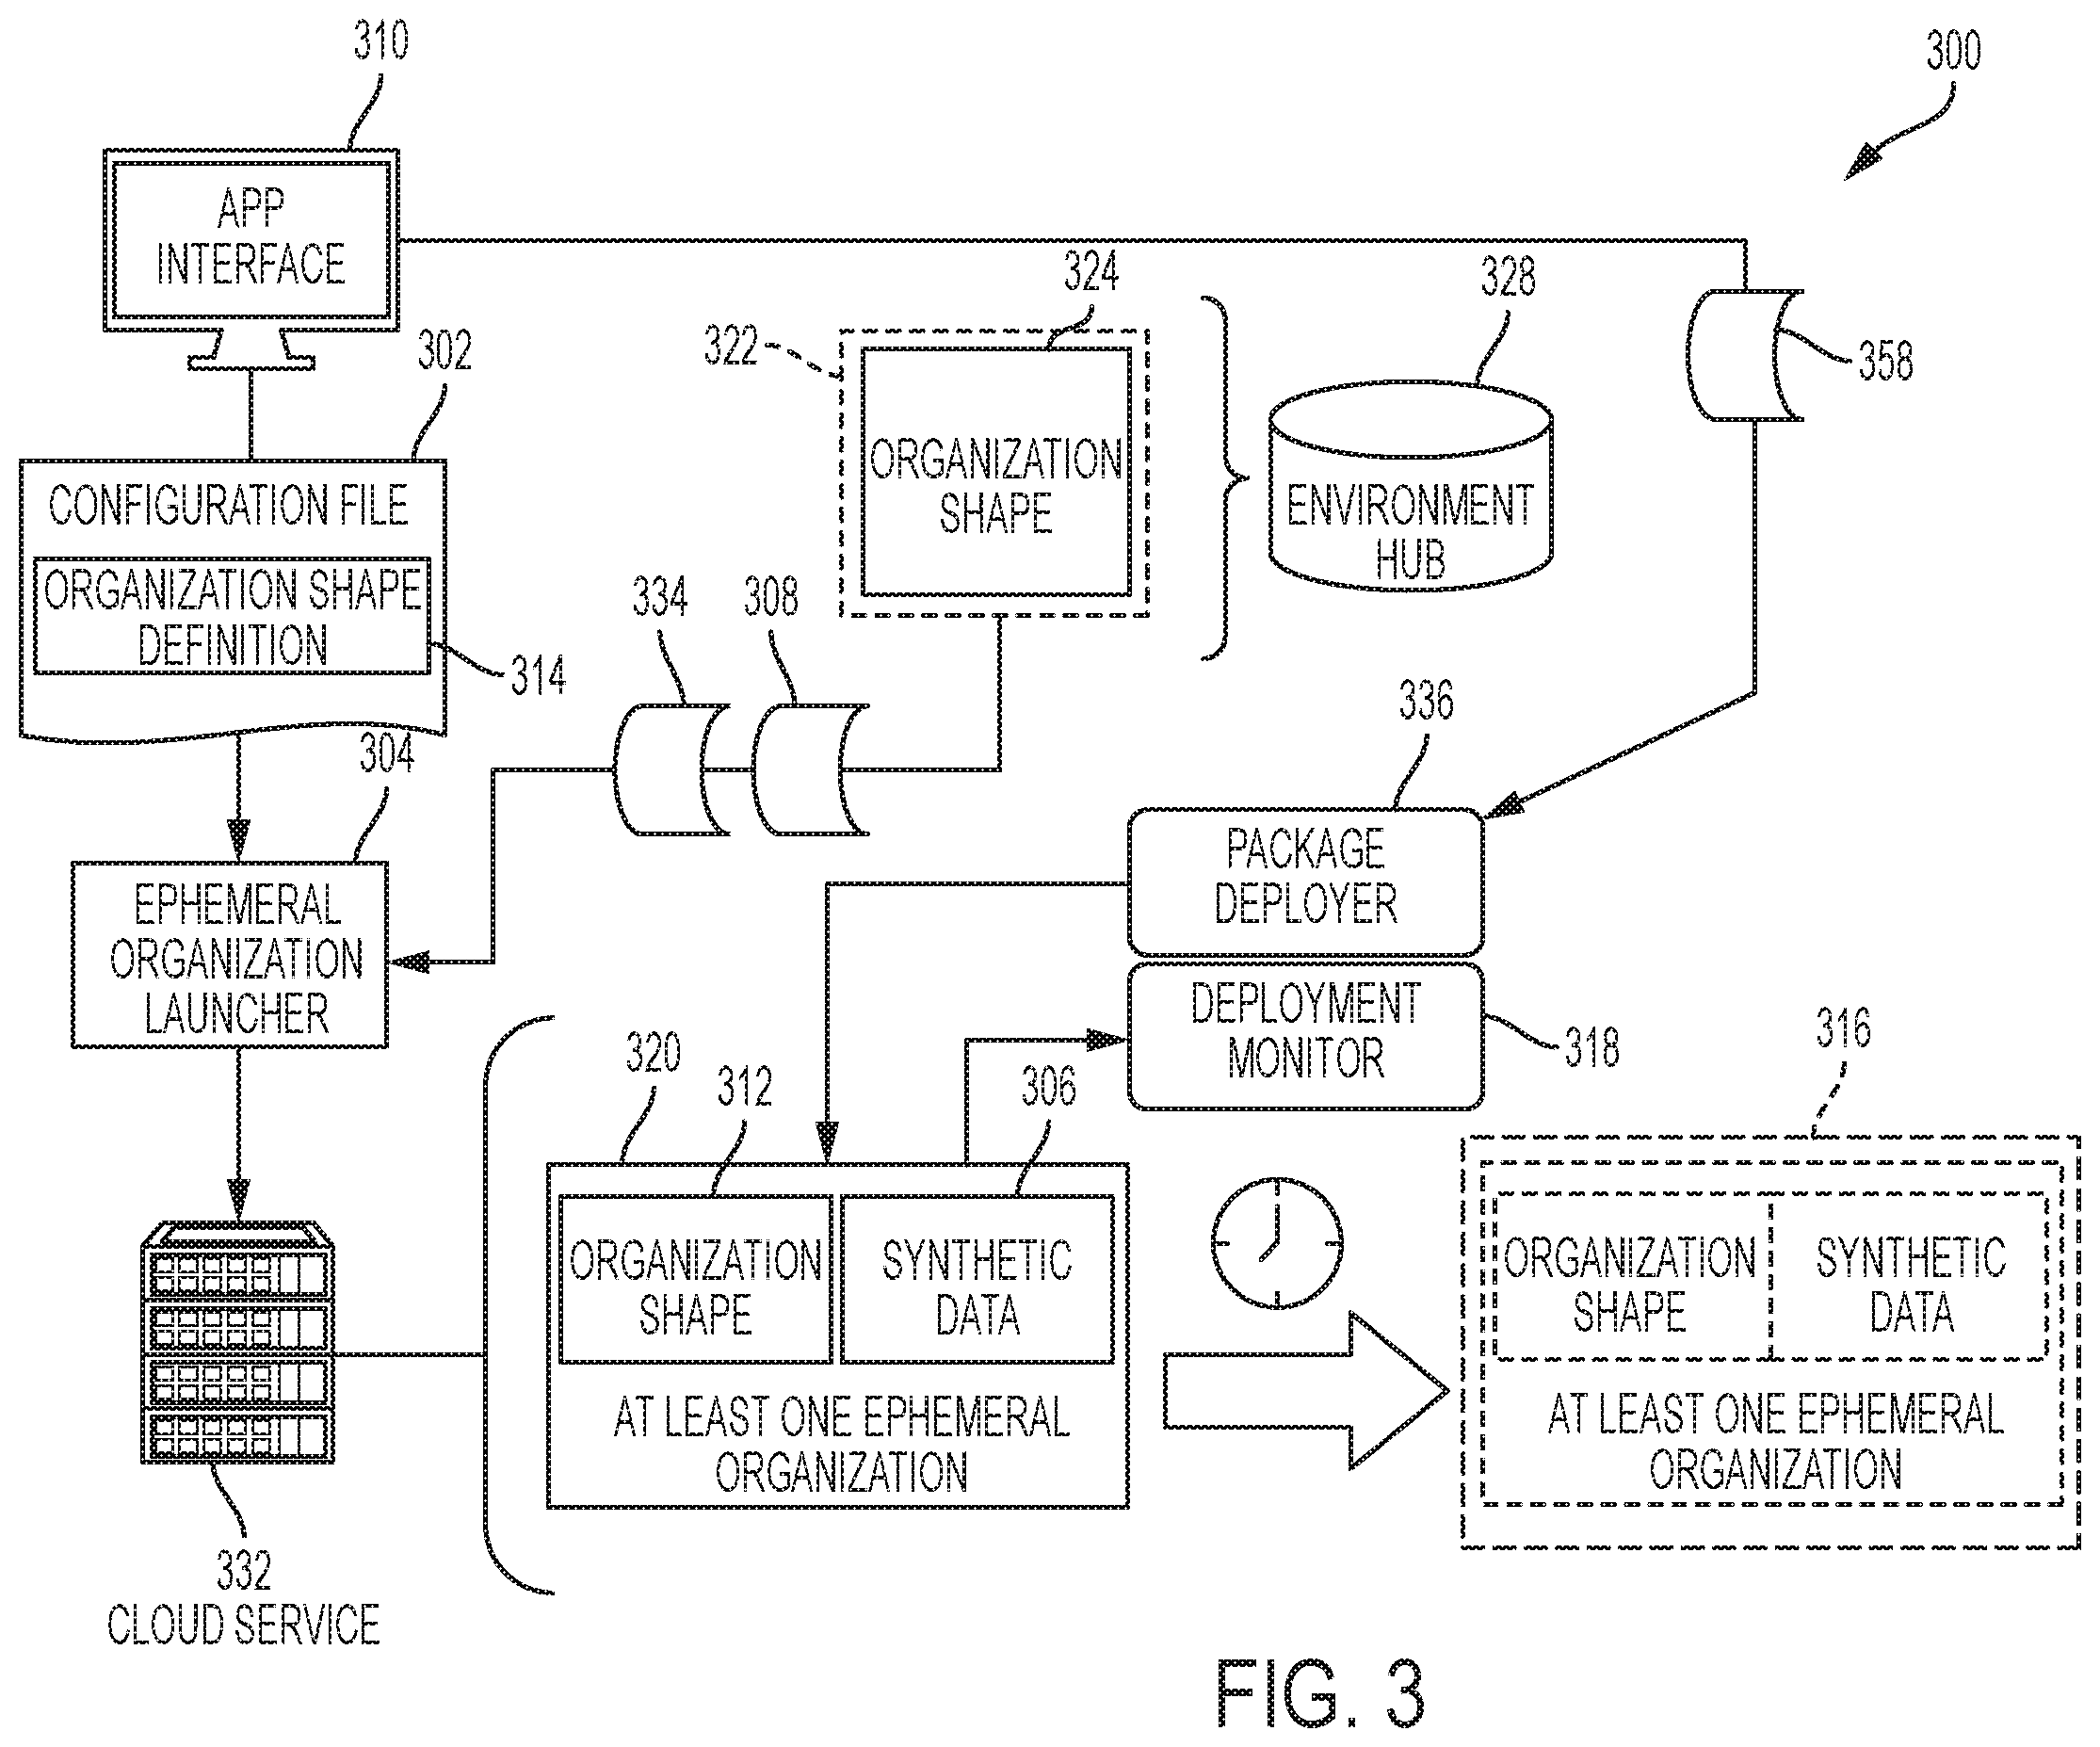 310
300
APP
INTERFACE
324
328
322
302
358
CONFIGURATION FILE
ORGANIZATION
SHAPE
ENVIRONMENT
HUB
ORGANIZATION SHAPE
DEFINITION
334
308
314
336
304
PACKAGE
DEPLOYER
EPHEMERAL
ORGANIZATION
LAUNCHER
DEPLOYMENT
MONITOR
318
316
320
312
306
ORGANIZATION
SHAPE
SYNTHETIC
DATA
AT LEAST ONE EPHEMERAL
ORGANIZATION
ORGANIZATION
SHAPE
SYNTHETIC
DATA
AT LEAST ONE EPHEMERAL
ORGANIZATION
332
CLOUD SERVICE
FIG. 3